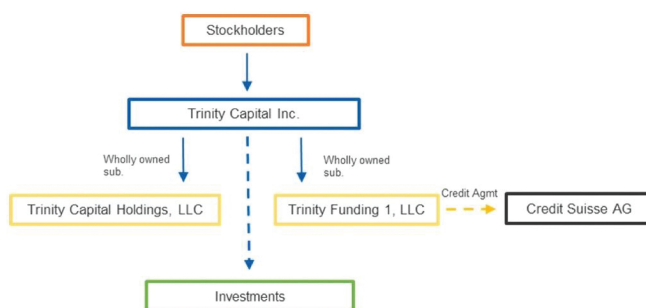 Stockholders
Trinity Capital Inc.
Wholly owned
sub.
Wholly owned
sub.
Credit Agmt
Trinity Capital Holdings, LLC
Trinity Funding 1, LLC
Credit Suisse AG
Investments